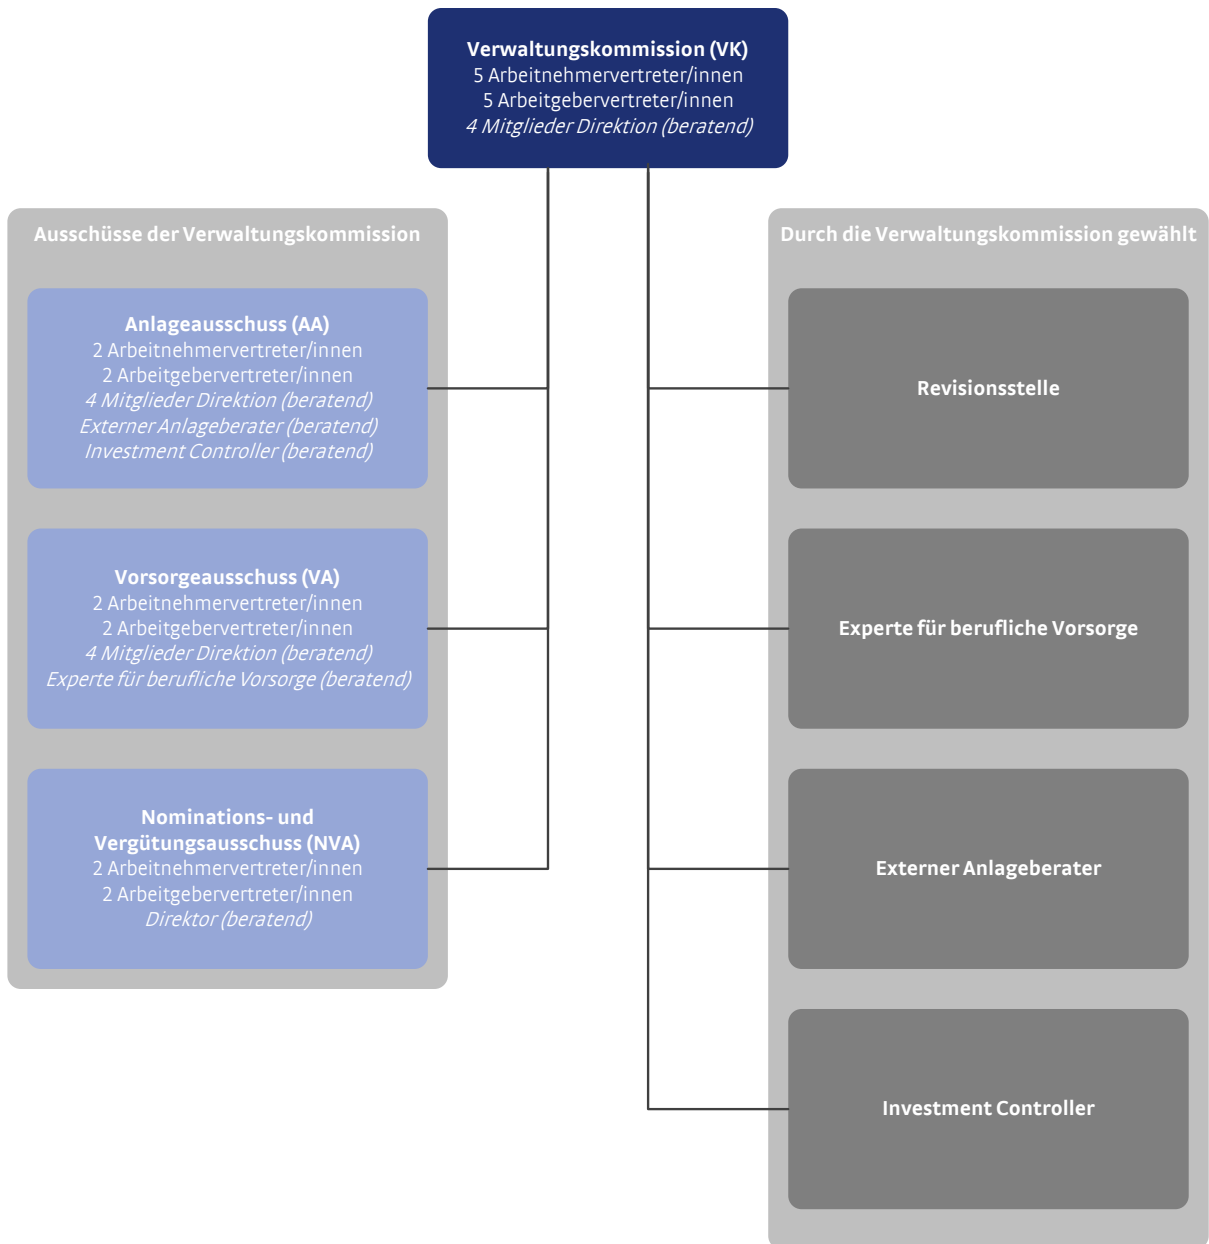 Verwaltungskommission (VK)
5 Arbeitnehmervertreter/innen
5 Arbeitgebervertreter/innen
4 Mitglieder Direktion (beratend)
Ausschüsse der Verwaltungskommission
Anlageausschuss (AA)
2 Arbeitnehmervertreter/innen
2 Arbeitgebervertreter/innen
4 Mitglieder Direktion (beratend)
Externer Anlageberater (beratend)
Investment Controller (beratend)
Vorsorgeausschuss (VA)
2 Arbeitnehmervertreter/innen
2 Arbeitgebervertreter/innen
4 Mitglieder Direktion (beratend)
Experte für berufliche Vorsorge (beratend)
Nominations- und
Vergütungsausschuss (NVA)
2 Arbeitnehmervertreter/innen
2 Arbeitgebervertreter/innen
Direktor (beratend)
Durch die Verwaltungskommission gewählt
Revisionsstelle
Experte für berufliche Vorsorge
Externer Anlageberater
Investment Controller